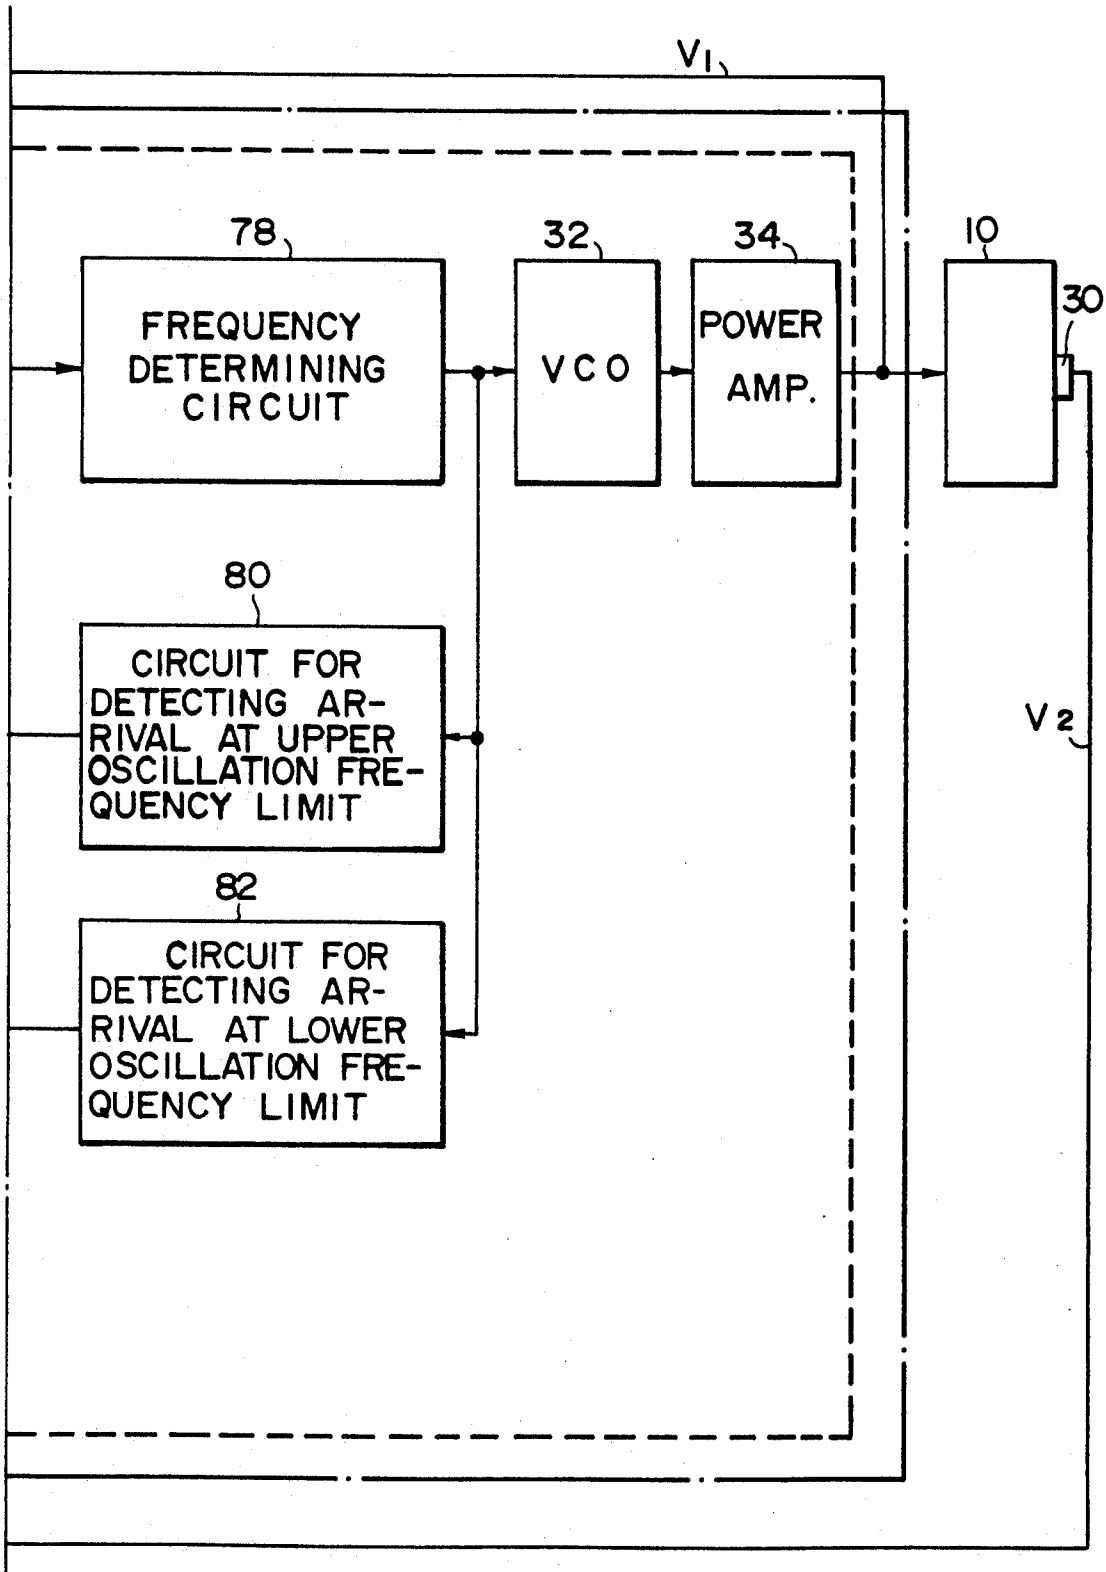 V1
78
32
34
10
30
FREQUENCY
DETERMINING
CIRCUIT
VCO
POWER
AMP.
80
CIRCUIT FOR
DETECTING AR-
RIVAL AT UPPER
OSCILLATION FRE-
QUENCY LIMIT
V2
82
CIRCUIT FOR
DETECTING AR-
RIVAL AT LOWER
OSCILLATION FRE-
QUENCY LIMIT